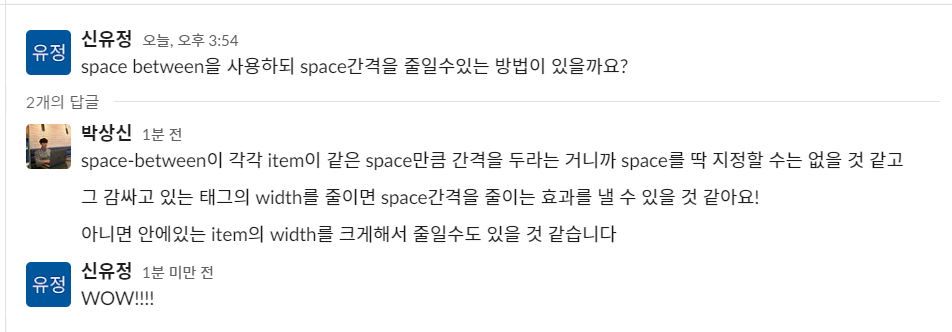 유정
신유정 오늘, 오후 3:54
space between을 사용하되 space간격을 줄일수있는 방법이 있을까요?
2개의 답글
박상신 1분 전
space-between이 각각 item이 같은 space만큼 간격을 두라는 거니까 space를 딱 지정할 수는 없을 것 같고
그 감싸고 있는 태그의 width를 줄이면 space간격을 줄이는 효과를 낼 수 있을 것 같아요!
아니면 안에있는 item의 width를 크게해서 줄일수도 있을 것 같습니다
유정
신유정 1분 미만 전
WOW!!!!